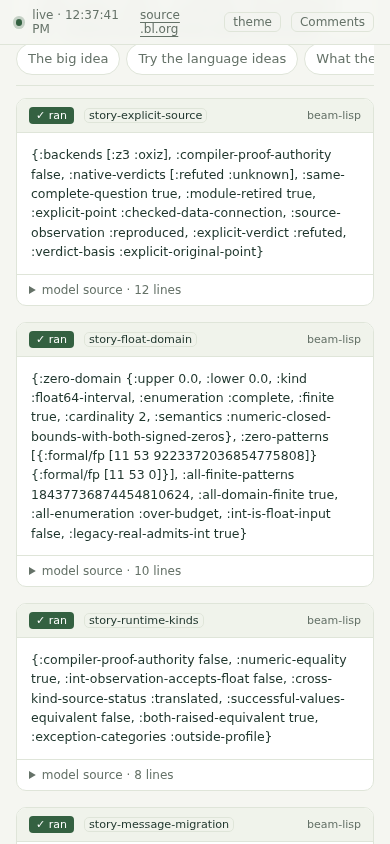 live · 12:37:41 PM
source
.bl.org
theme
Comments
The big idea
Try the language ideas
What the
✓ ran
story-explicit-source
beam-lisp
{:backends [:z3 :oxiz], :compiler-proof-authority
false, :native-verdicts [:refuted :unknown], :same-
complete-question true, :module-retired true,
:explicit-point :checked-data-connection, :source-
observation :reproduced, :explicit-verdict :refuted,
:verdict-basis :explicit-original-point}
▶ model source · 12 lines
✓ ran
story-float-domain
beam-lisp
{:zero-domain {:upper 0.0, :lower 0.0, :kind
:float64-interval, :enumeration :complete, :finite
true, :cardinality 2, :semantics :numeric-closed-
bounds-with-both-signed-zeros}, :zero-patterns
[{:formal/fp [11 53 9223372036854775808]}
{:formal/fp [11 53 0]}], :all-finite-patterns
18437736874454810624, :all-domain-finite true,
:all-enumeration :over-budget, :int-is-float-input
false, :legacy-real-admits-int true}
▶ model source · 10 lines
✓ ran
story-runtime-kinds
beam-lisp
{:compiler-proof-authority false, :numeric-equality
true, :int-observation-accepts-float false, :cross-
kind-source-status :translated, :successful-values-
equivalent false, :both-raised-equivalent true,
:exception-categories :outside-profile}
▶ model source · 8 lines
✓ ran
story-message-migration
beam-lisp